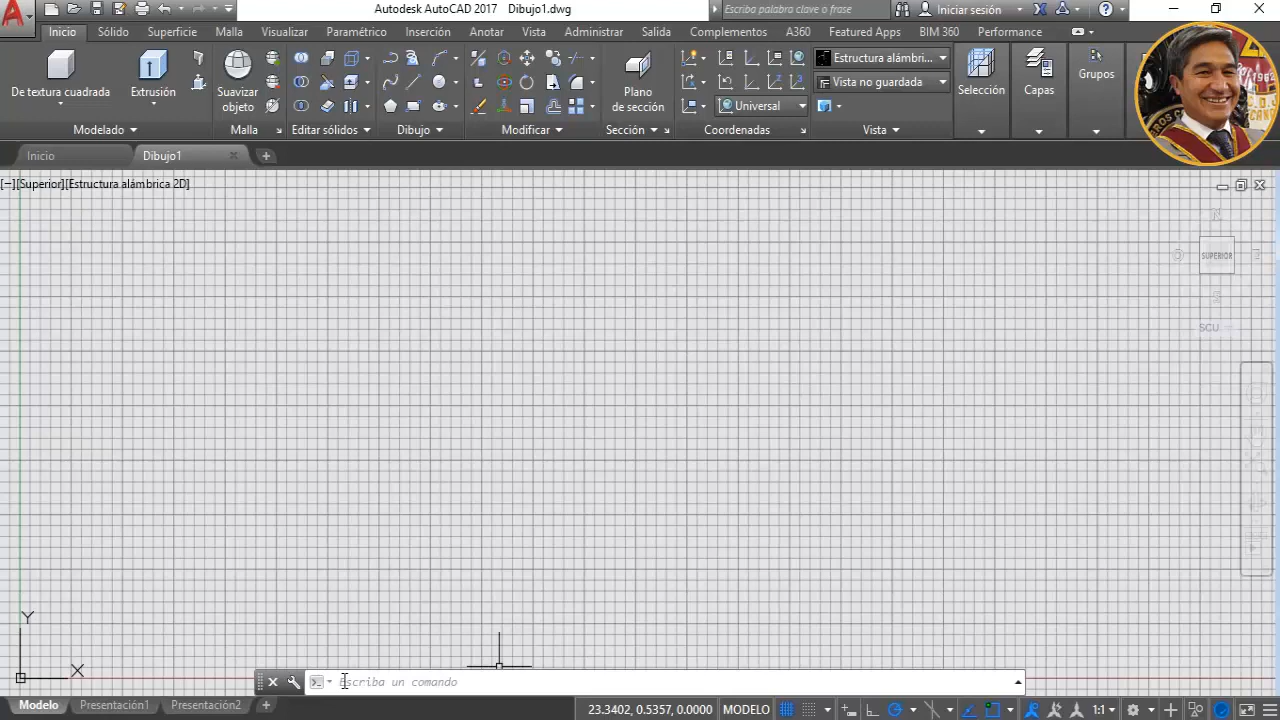 Autodesk AutoCAD 2017 Dibujo1.dwg
Escriba palabra clave o frase
Iniciar sesión
Inicio Sólido Superficie Malla Visualizar Paramétrico Inserción Anotar Vista Administrar Salida Complementos A360 Featured Apps BIM 360 Performance
De textura cuadrada
Extrusión
Suavizar objeto
Plano de sección
Estructura alámbri...
Vista no guardada
Universal
Selección
Capas
Grupos
1962
Modelado
Malla
Editar sólidos
Dibujo
Modificar
Sección
Coordenadas
Vista
Inicio
Dibujo1
[−][Superior][Estructura alámbrica 2D]
N
O
SUPERIOR
E
SCU
Y
X
Escriba un comando
Modelo Presentación1 Presentación2
23.3402, 0.5357, 0.0000 MODELO
1:1